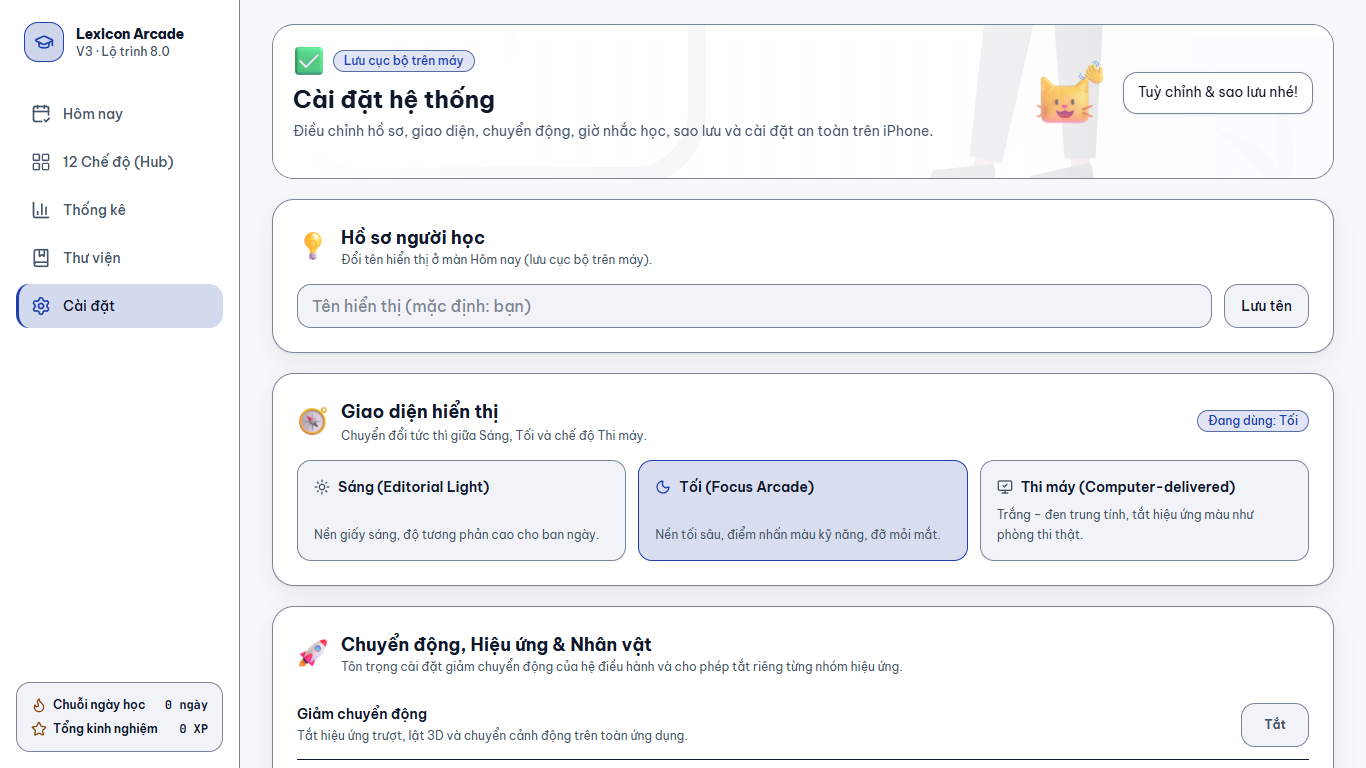 Lexicon Arcade
V3 · Lộ trình 8.0
Hôm nay
12 Chế độ (Hub)
Thống kê
Thư viện
Cài đặt
Chuỗi ngày học 0 ngày
Tổng kinh nghiệm 0 XP
Lưu cục bộ trên máy
Cài đặt hệ thống
Điều chỉnh hồ sơ, giao diện, chuyển động, giờ nhắc học, sao lưu và cài đặt an toàn trên iPhone.
Tuỳ chỉnh & sao lưu nhé!
Hồ sơ người học
Đổi tên hiển thị ở màn Hôm nay (lưu cục bộ trên máy).
Tên hiển thị (mặc định: bạn)
Lưu tên
Giao diện hiển thị
Chuyển đổi tức thì giữa Sáng, Tối và chế độ Thi máy.
Đang dùng: Tối
Sáng (Editorial Light)
Nền giấy sáng, độ tương phản cao cho ban ngày.
Tối (Focus Arcade)
Nền tối sâu, điểm nhấn màu kỹ năng, đỡ mỏi mắt.
Thi máy (Computer-delivered)
Trắng – đen trung tính, tắt hiệu ứng màu như
phòng thi thật.
Chuyển động, Hiệu ứng & Nhân vật
Tôn trọng cài đặt giảm chuyển động của hệ điều hành và cho phép tắt riêng từng nhóm hiệu ứng.
Giảm chuyển động
Tắt hiệu ứng trượt, lật 3D và chuyển cảnh động trên toàn ứng dụng.
Tắt